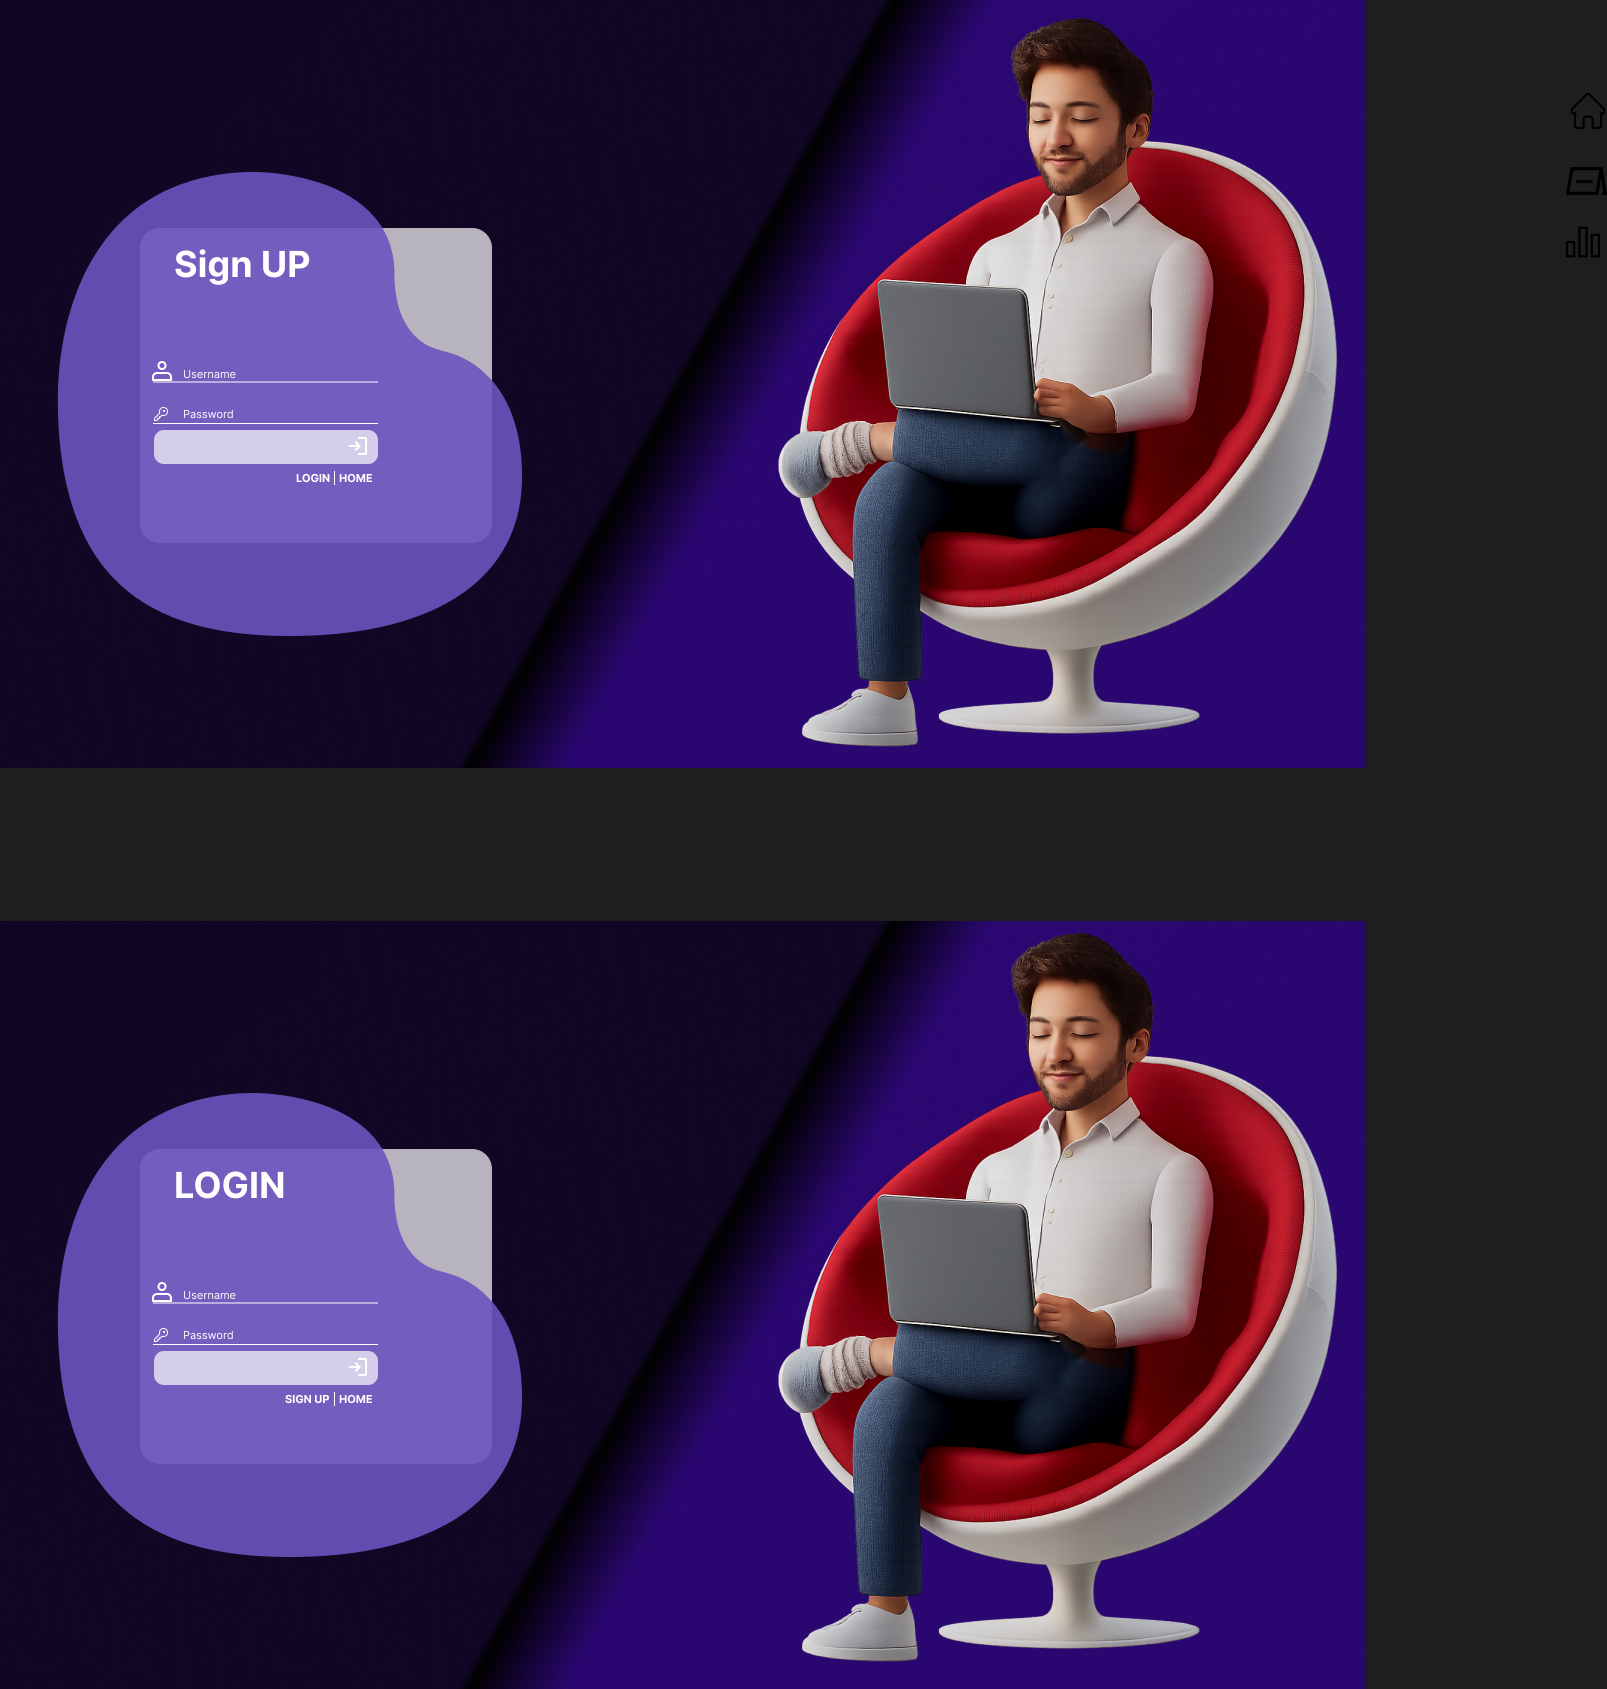 Sign UP
Username
Password
LOGIN | HOME
LOGIN
Username
Password
SIGN UP | HOME